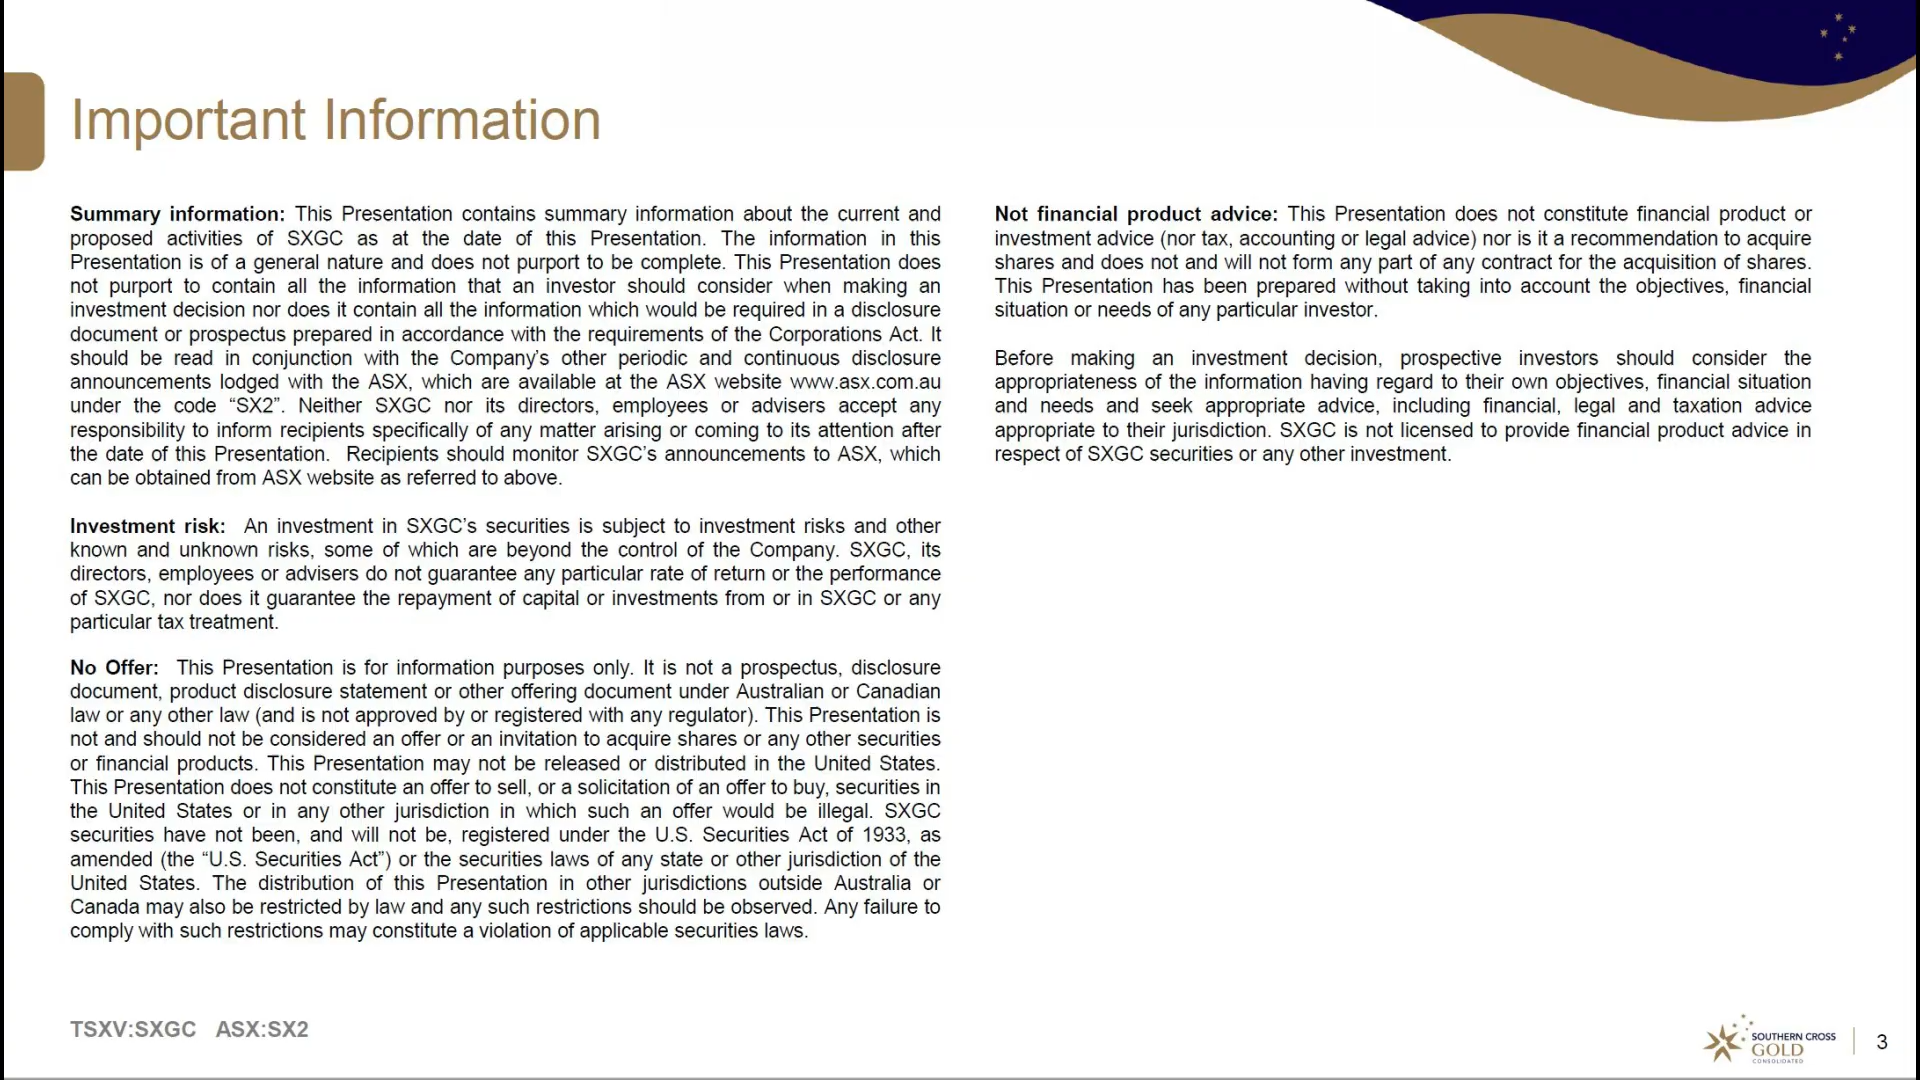 Important Information
Summary information: This Presentation contains summary information about the current and
proposed activities of SXGC as at the date of this Presentation. The information in this
Presentation is of a general nature and does not purport to be complete. This Presentation does
not purport to contain all the information that an investor should consider when making an
investment decision nor does it contain all the information which would be required in a disclosure
document or prospectus prepared in accordance with the requirements of the Corporations Act. It
should be read in conjunction with the Company’s other periodic and continuous disclosure
announcements lodged with the ASX, which are available at the ASX website www.asx.com.au
under the code “SX2”. Neither SXGC nor its directors, employees or advisers accept any
responsibility to inform recipients specifically of any matter arising or coming to its attention after
the date of this Presentation.  Recipients should monitor SXGC’s announcements to ASX, which
can be obtained from ASX website as referred to above.
Investment risk:  An investment in SXGC’s securities is subject to investment risks and other
known and unknown risks, some of which are beyond the control of the Company. SXGC, its
directors, employees or advisers do not guarantee any particular rate of return or the performance
of SXGC, nor does it guarantee the repayment of capital or investments from or in SXGC or any
particular tax treatment.
No Offer:  This Presentation is for information purposes only. It is not a prospectus, disclosure
document, product disclosure statement or other offering document under Australian or Canadian
law or any other law (and is not approved by or registered with any regulator). This Presentation is
not and should not be considered an offer or an invitation to acquire shares or any other securities
or financial products. This Presentation may not be released or distributed in the United States.
This Presentation does not constitute an offer to sell, or a solicitation of an offer to buy, securities in
the United States or in any other jurisdiction in which such an offer would be illegal. SXGC
securities have not been, and will not be, registered under the U.S. Securities Act of 1933, as
amended (the “U.S. Securities Act”) or the securities laws of any state or other jurisdiction of the
United States. The distribution of this Presentation in other jurisdictions outside Australia or
Canada may also be restricted by law and any such restrictions should be observed. Any failure to
comply with such restrictions may constitute a violation of applicable securities laws.
Not financial product advice: This Presentation does not constitute financial product or
investment advice (nor tax, accounting or legal advice) nor is it a recommendation to acquire
shares and does not and will not form any part of any contract for the acquisition of shares.
This Presentation has been prepared without taking into account the objectives, financial
situation or needs of any particular investor.
Before making an investment decision, prospective investors should consider the
appropriateness of the information having regard to their own objectives, financial situation
and needs and seek appropriate advice, including financial, legal and taxation advice
appropriate to their jurisdiction. SXGC is not licensed to provide financial product advice in
respect of SXGC securities or any other investment.
TSXV:SXGC   ASX:SX2
SOUTHERN CROSS
GOLD
CONSOLIDATED
3